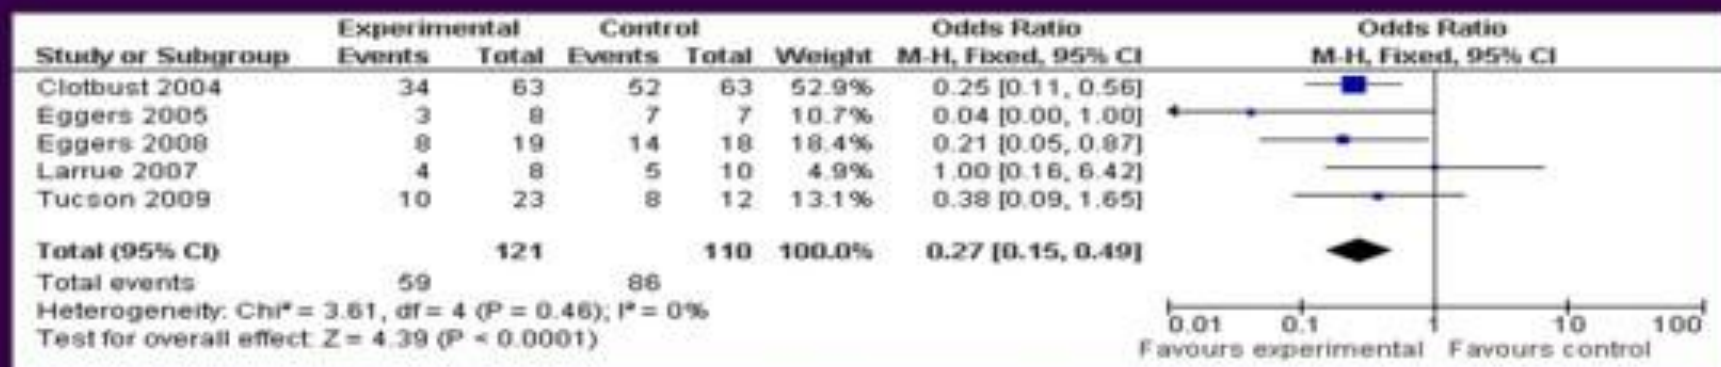 Experimental Control Odds Ratio Odds Ratio
Study or Subgroup Events Total Events Total Weight M-H, Fixed, 95% CI M-H, Fixed, 95% CI
Clotbust 2004 34 63 52 63 52.9% 0.25 [0.11, 0.56]
Eggers 2005 3 8 7 7 10.7% 0.04 [0.00, 1.00]
Eggers 2008 8 19 14 18 18.4% 0.21 [0.05, 0.87]
Larrue 2007 4 8 5 10 4.9% 1.00 [0.16, 6.42]
Tucson 2009 10 23 8 12 13.1% 0.38 [0.09, 1.65]
Total (95% CI) 121 110 100.0% 0.27 [0.15, 0.49]
Total events 59 86
Heterogeneity: Chi² = 3.61, df = 4 (P = 0.46); I² = 0%
Test for overall effect: Z = 4.39 (P < 0.0001)
0.01 0.1 1 10 100
Favours experimental Favours control